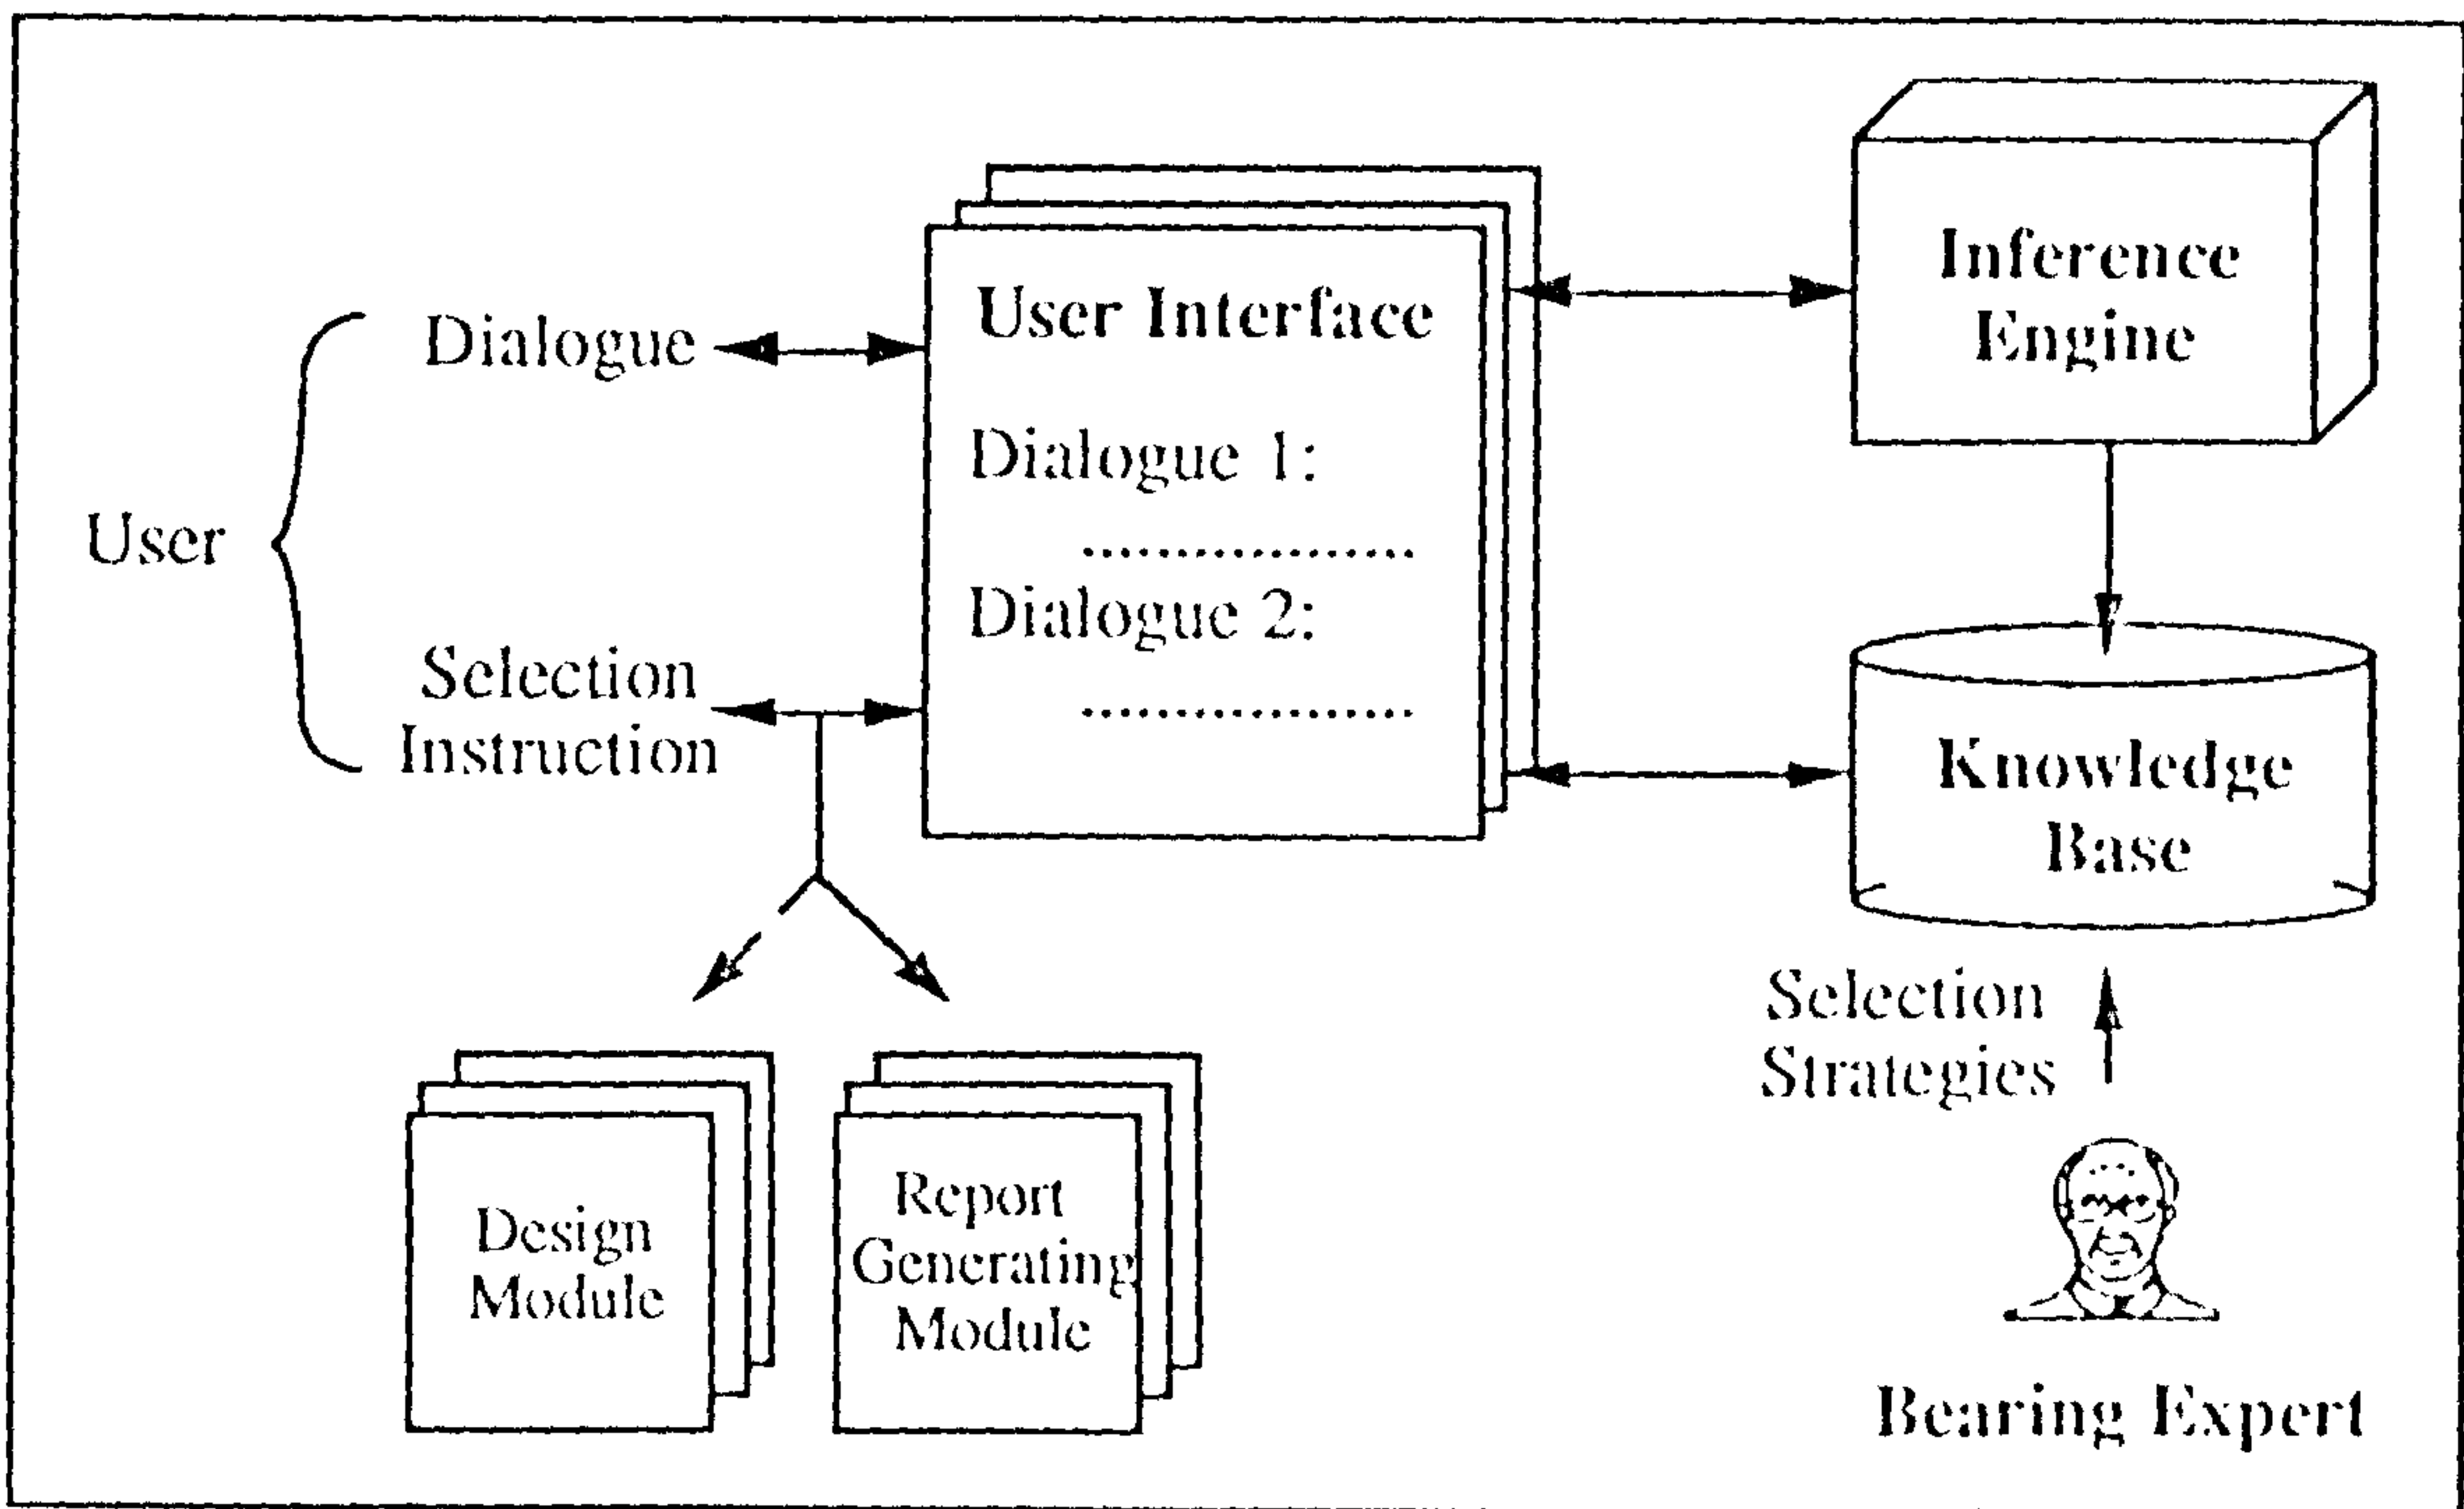 User
Dialogue
Selection
Instruction
User Interface
Dialogue 1:
..................
Dialogue 2:
..................
Inference
Engine
Knowledge
Base
Selection
Strategies
Bearing Expert
Design
Module
Report
Generating
Module